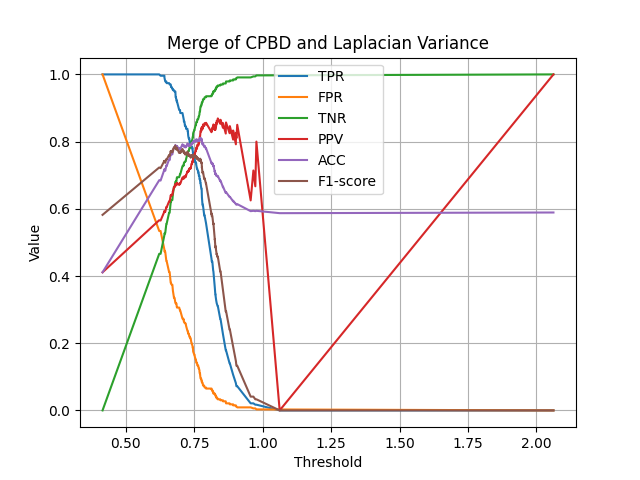 Merge of CPBD and Laplacian Variance
1.0
0.8
0.6
0.4
0.2
0.0
Value
TPR
FPR
TNR
PPV
ACC
F1-score
0.50
0.75
1.00
1.25
1.50
1.75
2.00
Threshold